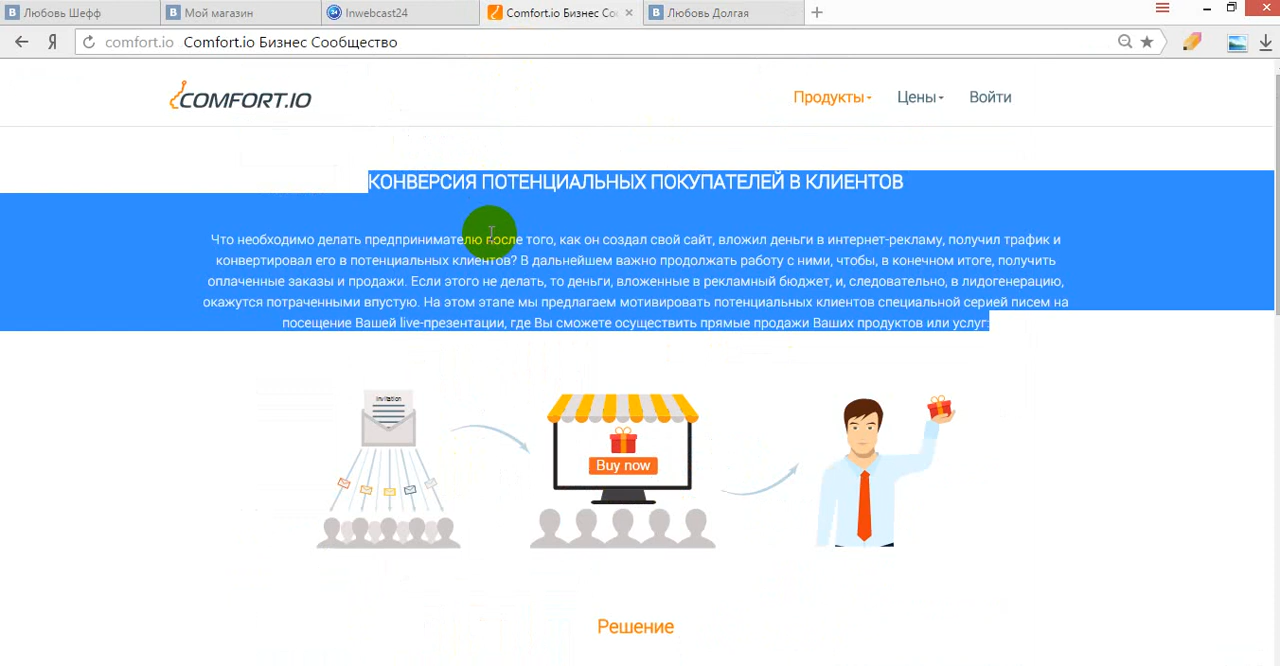 Любовь Шефф
Мой магазин
Inwebcast24
Comfort.io Бизнес Со
Любовь Долгая
Я
comfort.io Comfort.io Бизнес Сообщество
COMFORT.IO
Продукты
Цены
Войти
КОНВЕРСИЯ ПОТЕНЦИАЛЬНЫХ ПОКУПАТЕЛЕЙ В КЛИЕНТОВ
Что необходимо делать предпринимателю после того, как он создал свой сайт, вложил деньги в интернет-рекламу, получил трафик и
конвертировал его в потенциальных клиентов? В дальнейшем важно продолжать работу с ними, чтобы, в конечном итоге, получить
оплаченные заказы и продажи. Если этого не делать, то деньги, вложенные в рекламный бюджет, и, следовательно, в лидогенерацию,
окажутся потраченными впустую. На этом этапе мы предлагаем мотивировать потенциальных клиентов специальной серией писем на
посещение Вашей live-презентации, где Вы сможете осуществить прямые продажи Ваших продуктов или услуг.
Invitation
Buy now
Решение